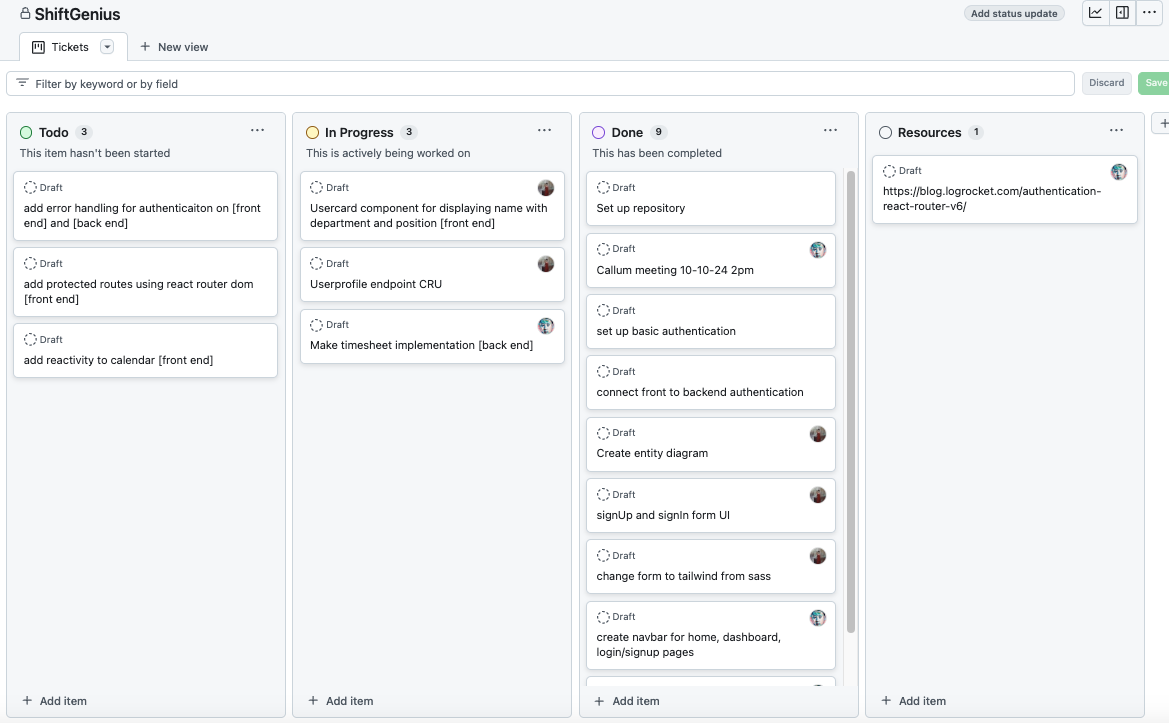 ShiftGenius
Add status update
Tickets
New view
Filter by keyword or by field
Discard
Save
Todo 3
This item hasn't been started
Draft
add error handling for authenticaiton on [front
end] and [back end]
Draft
add protected routes using react router dom
[front end]
Draft
add reactivity to calendar [front end]
Add item
In Progress 3
This is actively being worked on
Draft
Usercard component for displaying name with
department and position [front end]
Draft
Userprofile endpoint CRU
Draft
Make timesheet implementation [back end]
Add item
Done 9
This has been completed
Draft
Set up repository
Draft
Callum meeting 10-10-24 2pm
Draft
set up basic authentication
Draft
connect front to backend authentication
Draft
Create entity diagram
Draft
signUp and signIn form UI
Draft
change form to tailwind from sass
Draft
create navbar for home, dashboard,
login/signup pages
Add item
Resources 1
Draft
https://blog.logrocket.com/authentication-
react-router-v6/
Add item